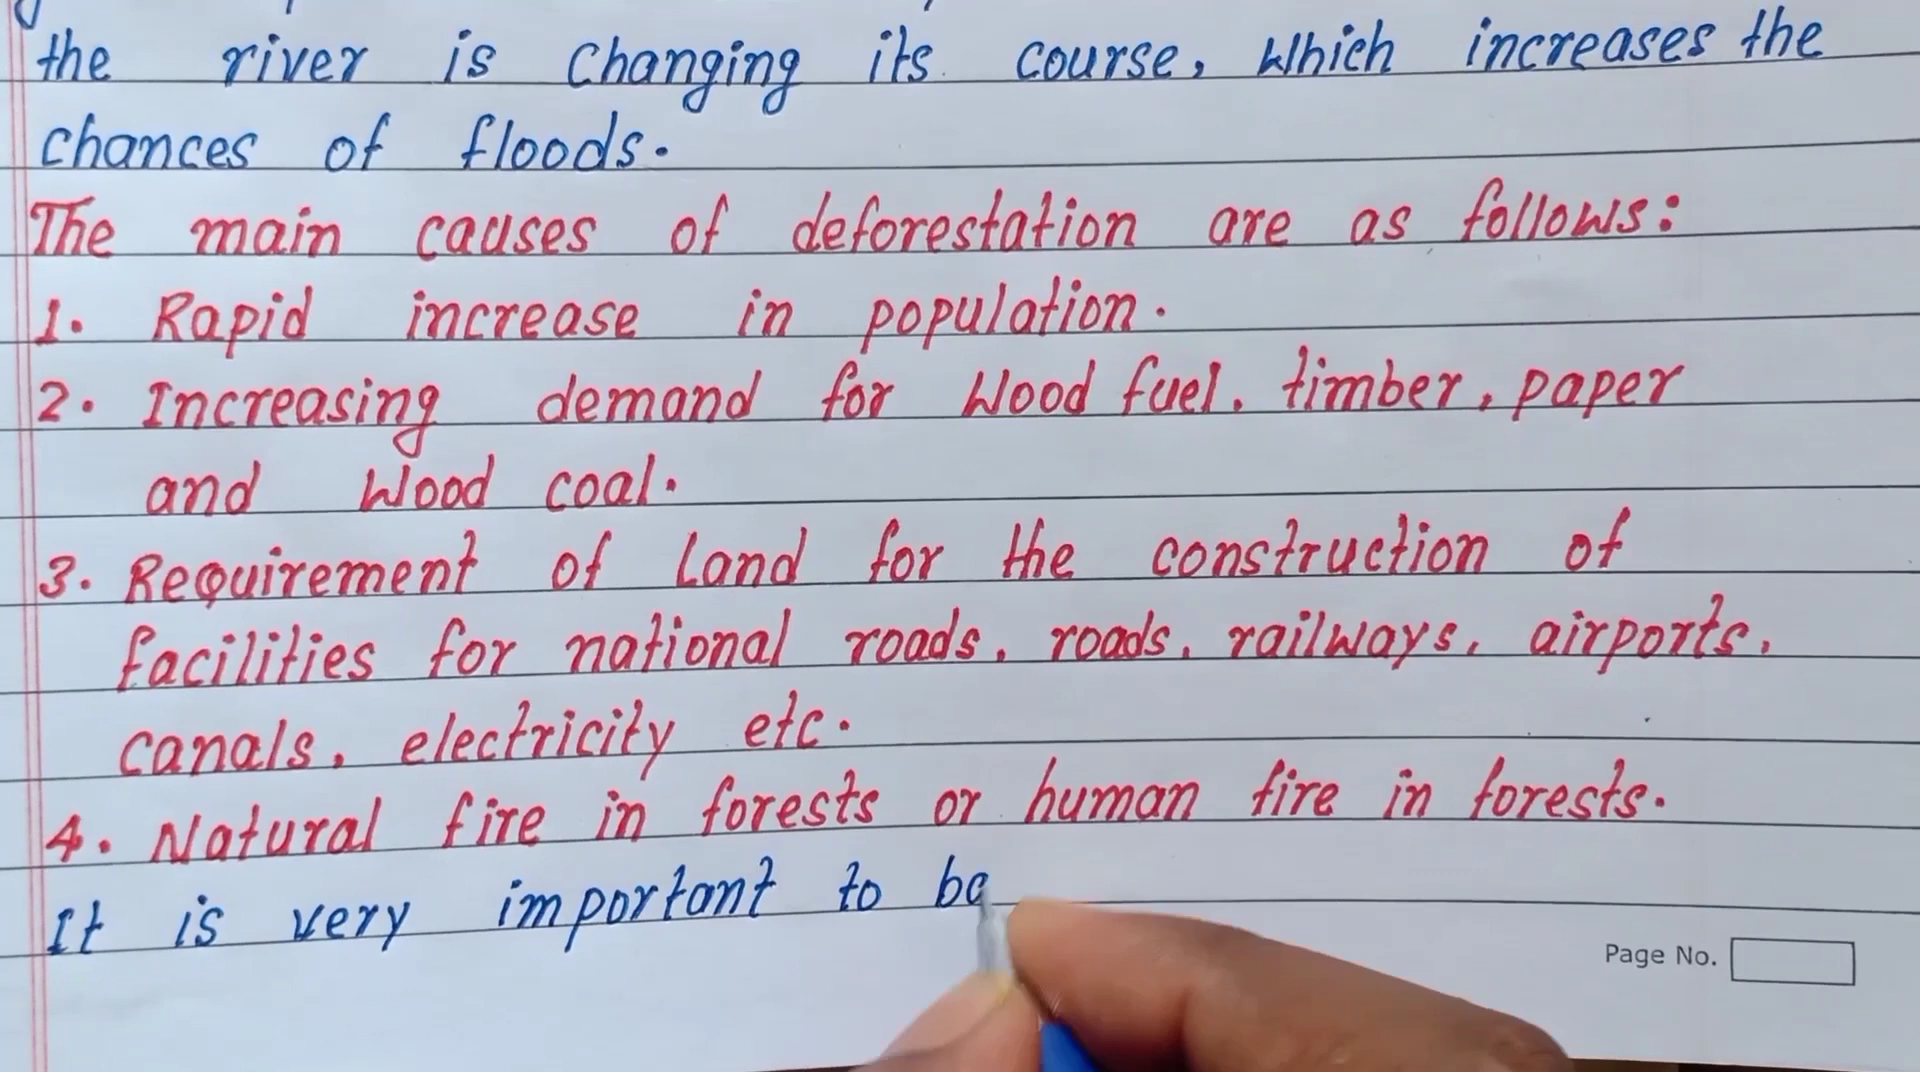 the river is changing its course, which increases the
chances of floods.
The main causes of deforestation are as follows:
1. Rapid increase in population.
2. Increasing demand for wood fuel, timber, paper
and wood coal.
3. Requirement of land for the construction of
facilities for national roads, roads, railways, airports,
canals, electricity etc.
4. Natural fire in forests or human fire in forests.
It is very important to ba
Page No.